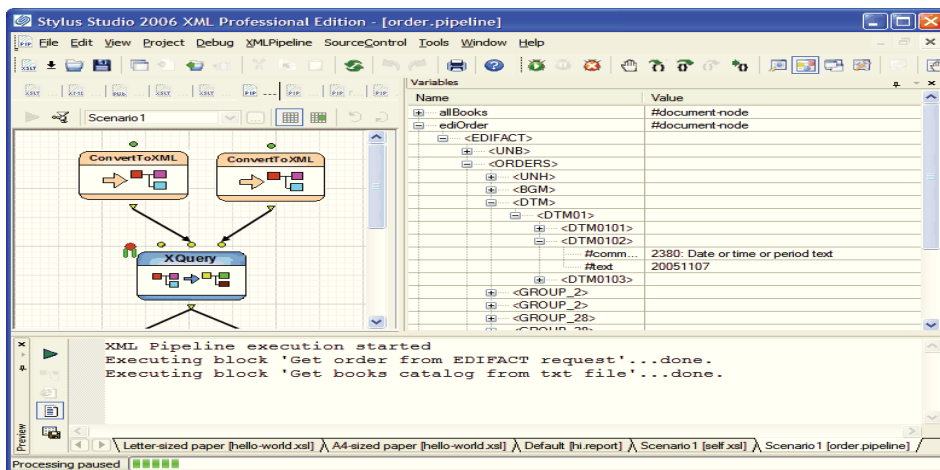 Stylus Studio 2006 XML Professional Edition - [order.pipeline]
File Edit View Project Debug XMLPipeline SourceControl Tools Window Help
Variables
Name Value
Scenario1
allBooks #document-node
ediOrder #document-node
<EDIFACT>
<UNB>
<ORDERS>
<UNH>
<BGM>
<DTM>
<DTM01>
<DTM0101>
<DTM0102>
#comm... 2380: Date or time or period text
#text 20051107
<DTM0103>
<GROUP_2>
<GROUP_2>
<GROUP_28>
ConvertToXML ConvertToXML
XQuery
XML Pipeline execution started
Executing block 'Get order from EDIFACT request'...done.
Executing block 'Get books catalog from txt file'...done.
Preview
Letter-sized paper [hello-world.xsl] A4-sized paper [hello-world.xsl] Default [hi.report] Scenario1 [self.xsl] Scenario1 [order.pipeline]
Processing paused